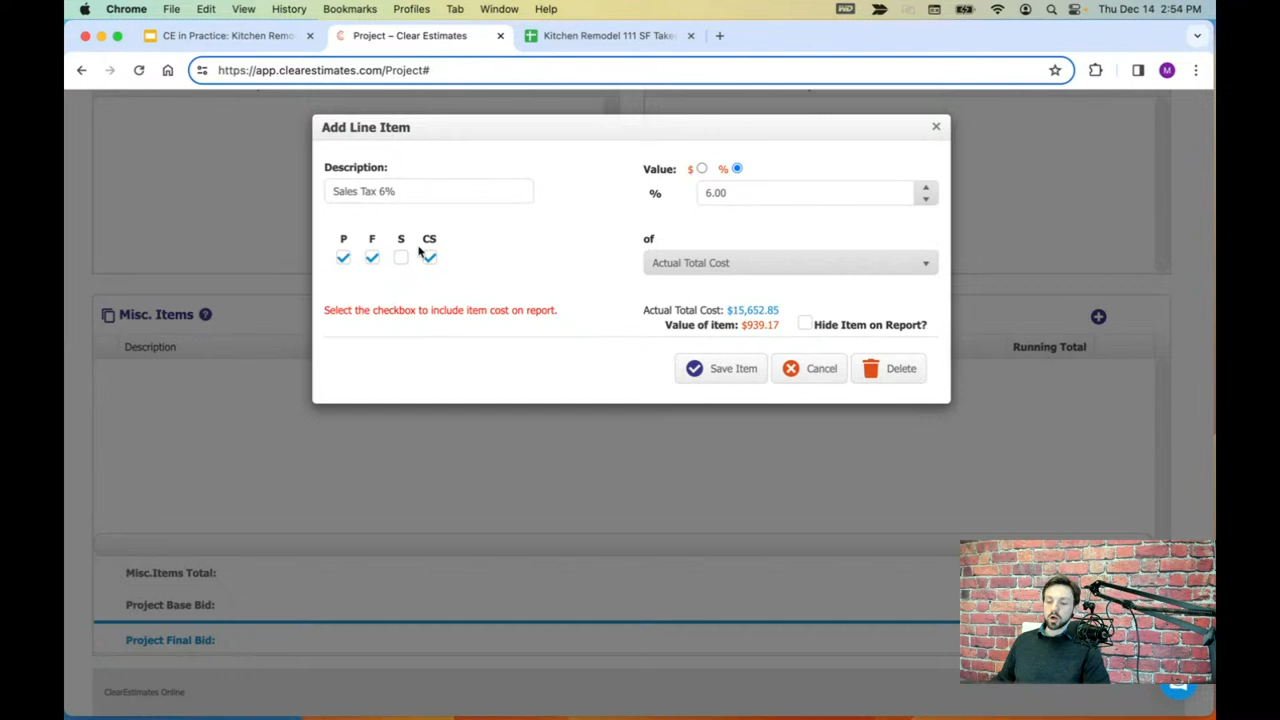 Chrome File Edit View History Bookmarks Profiles Tab Window Help Thu Dec 14 2:54 PM
CE in Practice: Kitchen Remo Project – Clear Estimates Kitchen Remodel 111 SF Take
https://app.clearestimates.com/Project# M
Add Line Item
Description:
Value: $ %
Sales Tax 6%
% 6.00
P F S CS
of
Actual Total Cost
Select the checkbox to include item cost on report.
Actual Total Cost: $15,652.85
Value of item: $939.17 Hide Item on Report?
Save Item Cancel Delete
Misc. Items
Description Running Total
Misc.Items Total:
Project Base Bid:
Project Final Bid:
ClearEstimates Online